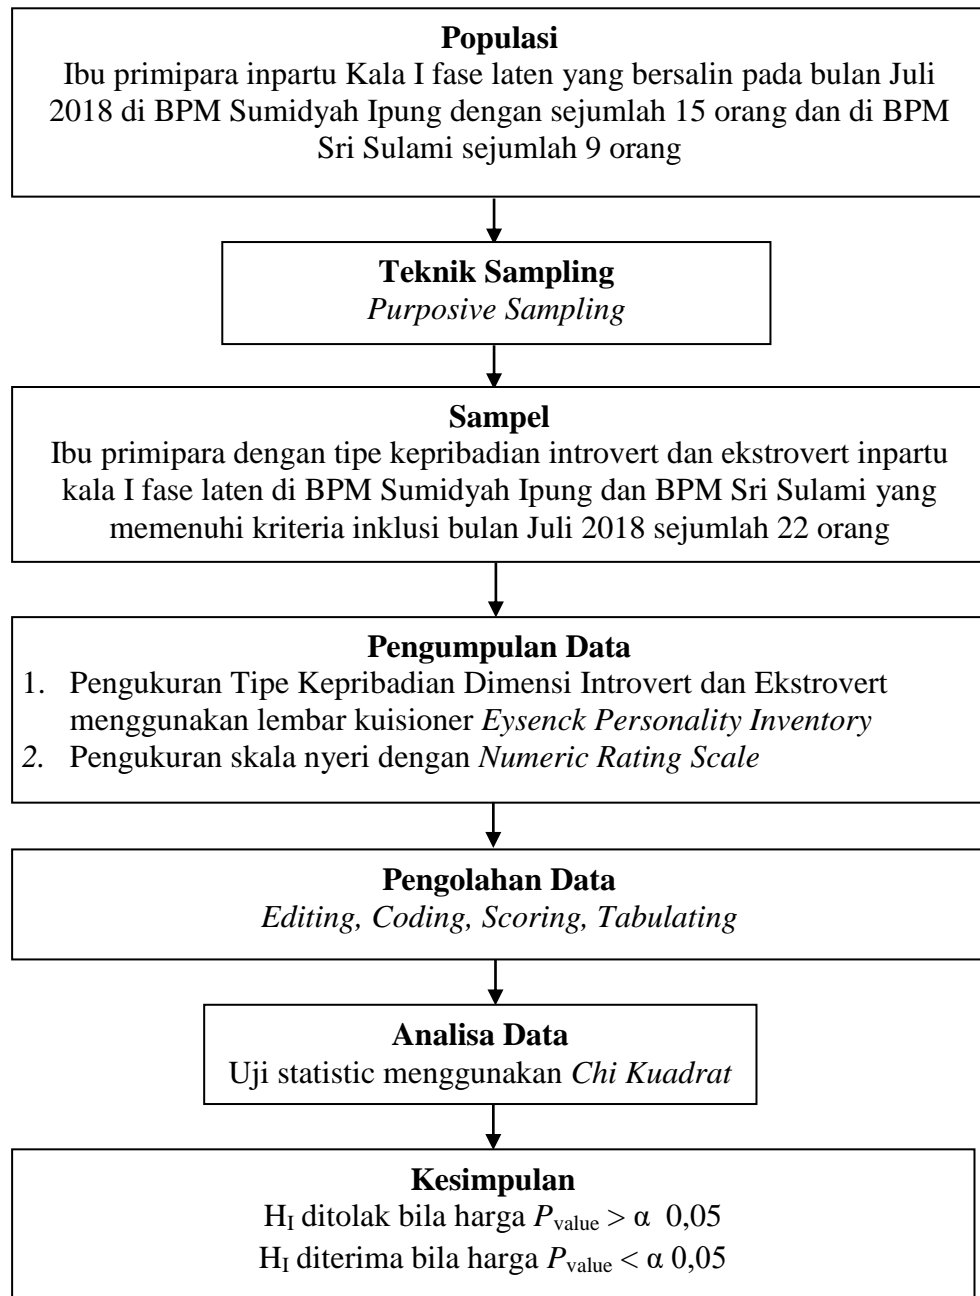 Populasi
Ibu primipara inpartu Kala I fase laten yang bersalin pada bulan Juli
2018 di BPM Sumidyah Ipung dengan sejumlah 15 orang dan di BPM
Sri Sulami sejumlah 9 orang
Teknik Sampling
Purposive Sampling
Sampel
Ibu primipara dengan tipe kepribadian introvert dan ekstrovert inpartu
kala I fase laten di BPM Sumidyah Ipung dan BPM Sri Sulami yang
memenuhi kriteria inklusi bulan Juli 2018 sejumlah 22 orang
Pengumpulan Data
1. Pengukuran Tipe Kepribadian Dimensi Introvert dan Ekstrovert
menggunakan lembar kuisioner Eysenck Personality Inventory
2. Pengukuran skala nyeri dengan Numeric Rating Scale
Pengolahan Data
Editing, Coding, Scoring, Tabulating
Analisa Data
Uji statistic menggunakan Chi Kuadrat
Kesimpulan
HI ditolak bila harga Pvalue > α 0,05
HI diterima bila harga Pvalue < α 0,05